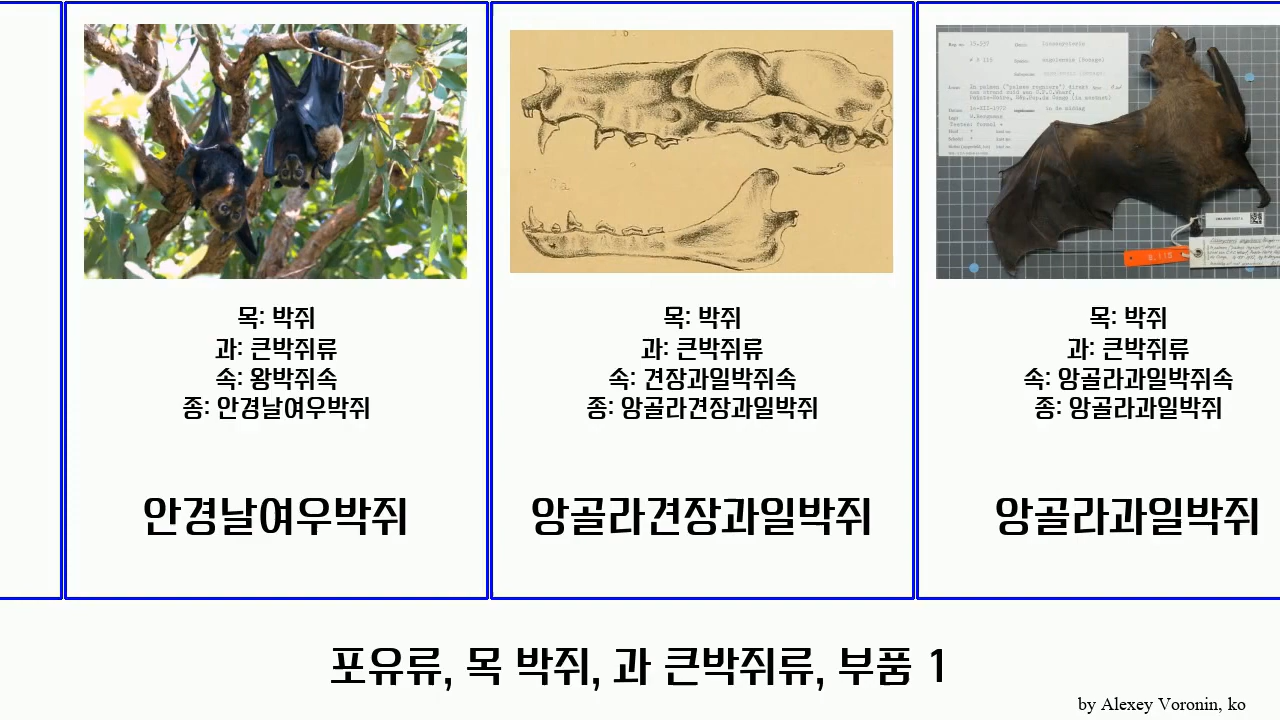 목: 박쥐
과: 큰박쥐류
속: 왕박쥐속
종: 안경날여우박쥐
안경날여우박쥐
목: 박쥐
과: 큰박쥐류
속: 견장과일박쥐속
종: 앙골라견장과일박쥐
앙골라견장과일박쥐
목: 박쥐
과: 큰박쥐류
속: 앙골라과일박쥐속
종: 앙골라과일박쥐
앙골라과일박쥐
포유류, 목 박쥐, 과 큰박쥐류, 부품 1
by Alexey Voronin, ko